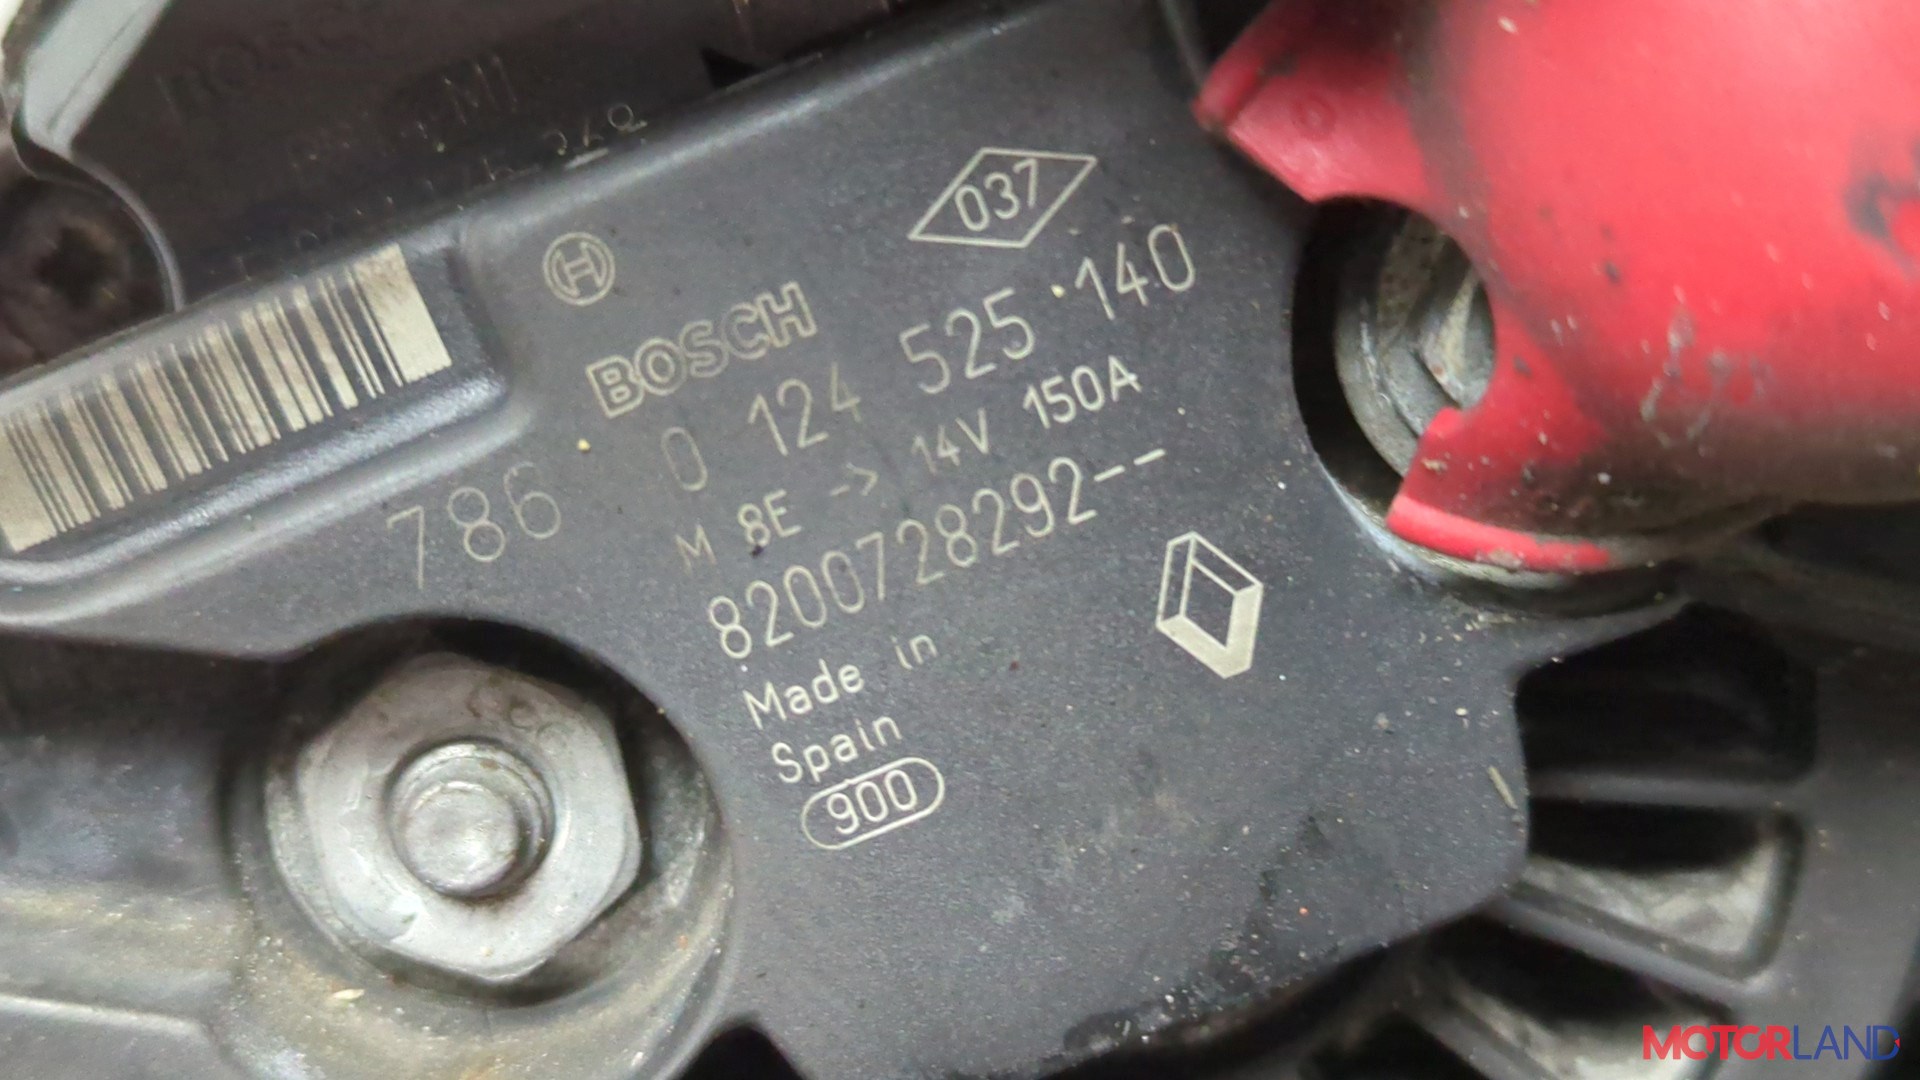 037
BOSCH
0 124 525 140
786
M 8E -> 14V 150A
8200728292--
Made in
Spain
900
MOTORLAND